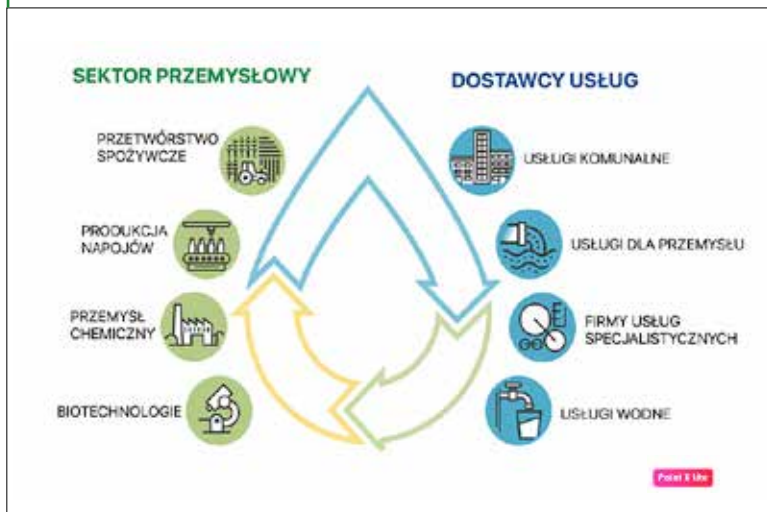 SEKTOR PRZEMYSŁOWY
PRZETWÓRSTWO
SPOŻYWCZE
PRODUKCJA
NAPOJÓW
PRZEMYSŁ
CHEMICZNY
BIOTECHNOLOGIE
DOSTAWCY USŁUG
USŁUGI KOMUNALNE
USŁUGI DLA PRZEMYSŁU
FIRMY USŁUG
SPECJALISTYCZNYCH
USŁUGI WODNE